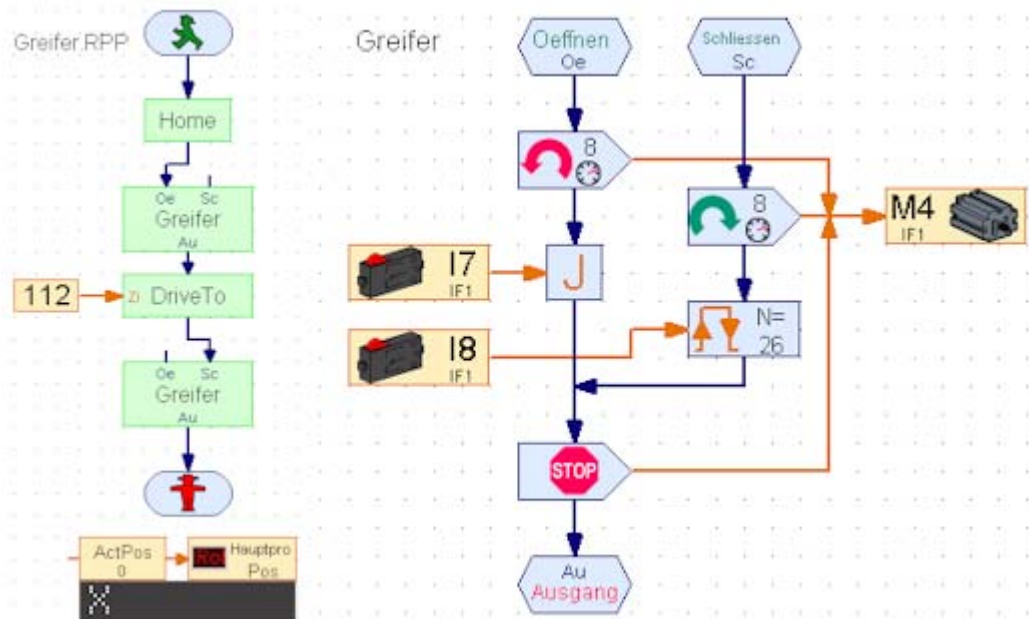 Greifer.RPP
Home
Oe Sc
Greifer
Au
112
Zi DriveTo
Oe Sc
Greifer
Au
ActPos
0
Hauptpro
Pos
X
Greifer
Oeffnen
Oe
Schliessen
Sc
8
8
M4
IF1
I7
IF1
J
I8
IF1
N=
26
STOP
Au
Ausgang